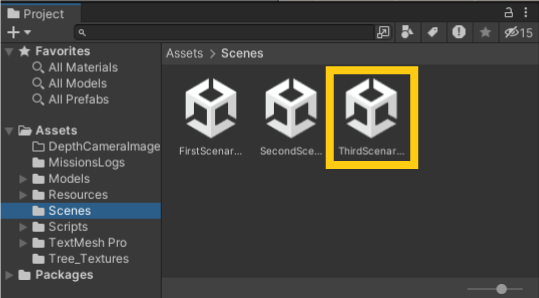 Project
15
Favorites
All Materials
All Models
All Prefabs
Assets
DepthCameraImage
MissionsLogs
Models
Resources
Scenes
Scripts
TextMesh Pro
Tree_Textures
Packages
Assets > Scenes
FirstScenar... SecondSce... ThirdScenar...